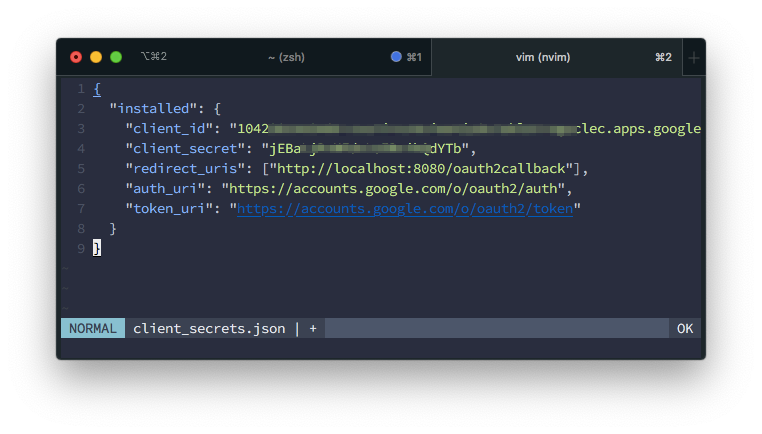 ⌥⌘2 ~ (zsh) ⌘1 vim (nvim) ⌘2 +
1 {
2 "installed": {
3 "client_id": "1042 clec.apps.google
4 "client_secret": "jEBa dYTb",
5 "redirect_uris": ["http://localhost:8080/oauth2callback"],
6 "auth_uri": "https://accounts.google.com/o/oauth2/auth",
7 "token_uri": "https://accounts.google.com/o/oauth2/token"
8 }
9 }
~
~
~
NORMAL client_secrets.json | + OK